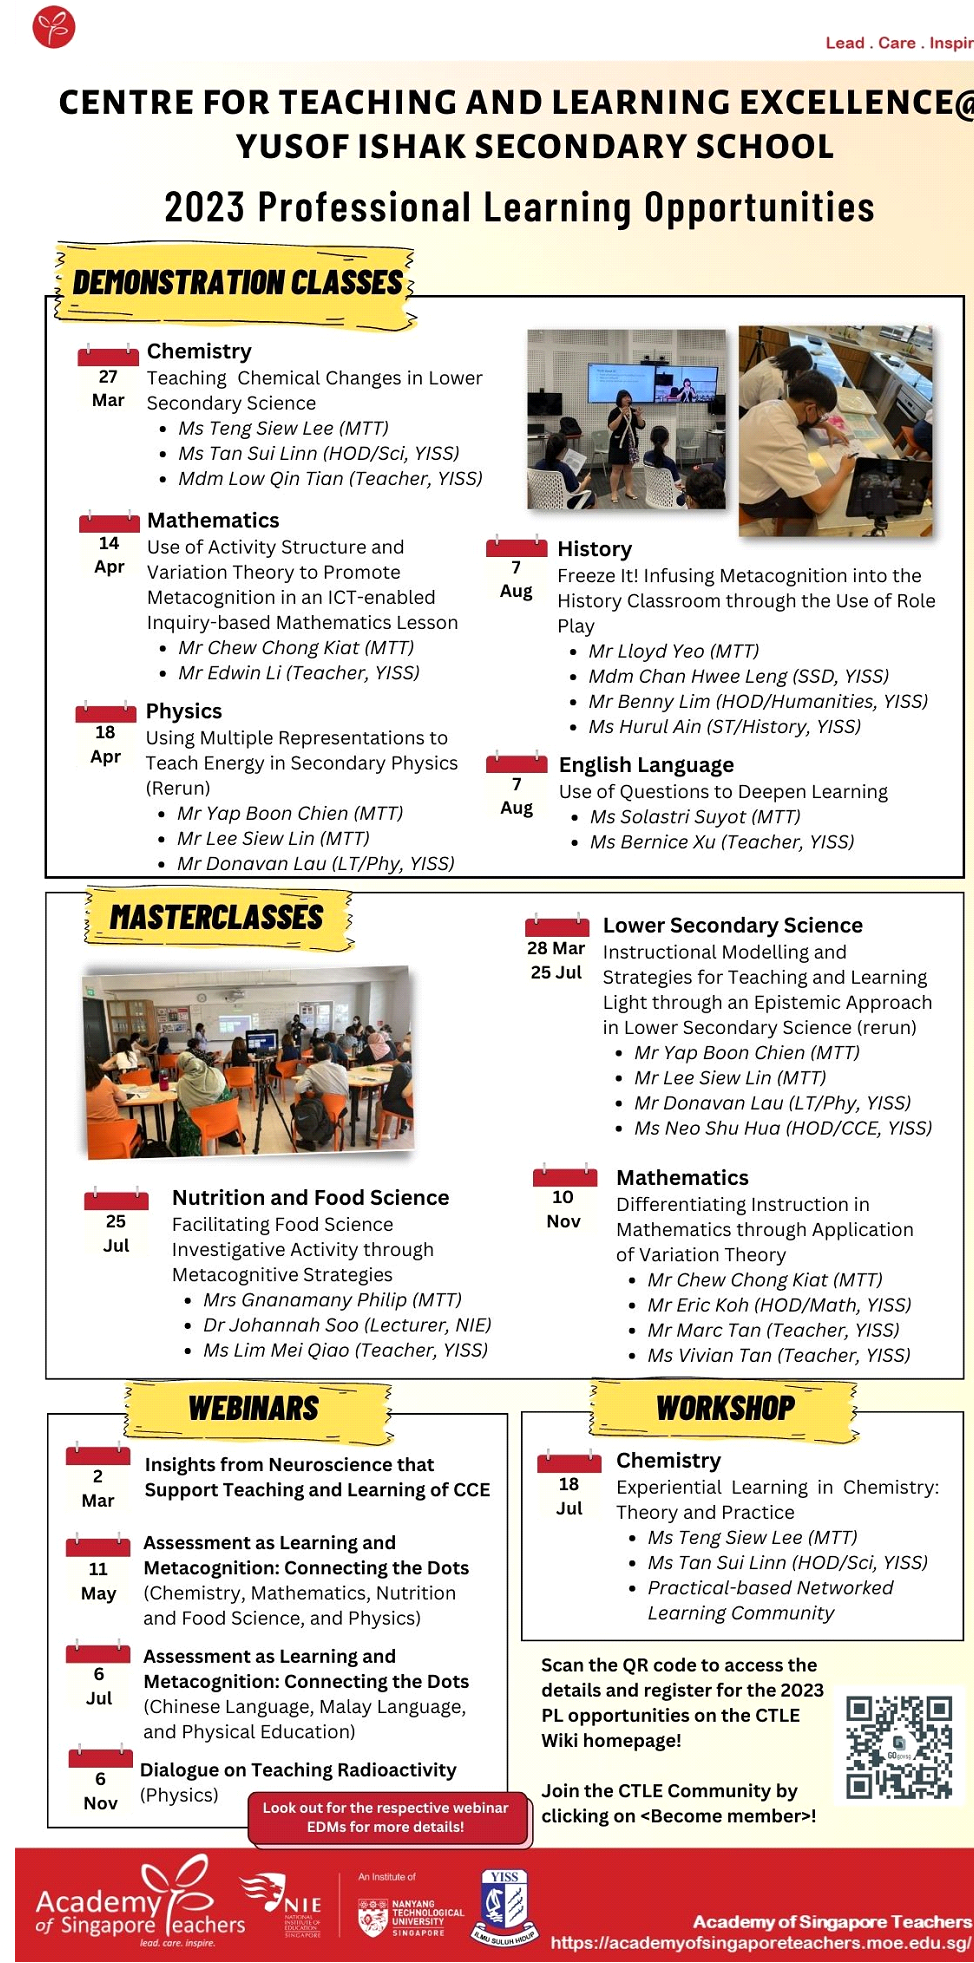 Lead . Care . Inspir
CENTRE FOR TEACHING AND LEARNING EXCELLENCE@
YUSOF ISHAK SECONDARY SCHOOL
2023 Professional Learning Opportunities
DEMONSTRATION CLASSES
27
Mar
Chemistry
Teaching Chemical Changes in Lower
Secondary Science
• Ms Teng Siew Lee (MTT)
• Ms Tan Sui Linn (HOD/Sci, YISS)
• Mdm Low Qin Tian (Teacher, YISS)
14
Apr
Mathematics
Use of Activity Structure and
Variation Theory to Promote
Metacognition in an ICT-enabled
Inquiry-based Mathematics Lesson
• Mr Chew Chong Kiat (MTT)
• Mr Edwin Li (Teacher, YISS)
18
Apr
Physics
Using Multiple Representations to
Teach Energy in Secondary Physics
(Rerun)
• Mr Yap Boon Chien (MTT)
• Mr Lee Siew Lin (MTT)
• Mr Donavan Lau (LT/Phy, YISS)
7
Aug
History
Freeze It! Infusing Metacognition into the
History Classroom through the Use of Role
Play
• Mr Lloyd Yeo (MTT)
• Mdm Chan Hwee Leng (SSD, YISS)
• Mr Benny Lim (HOD/Humanities, YISS)
• Ms Hurul Ain (ST/History, YISS)
7
Aug
English Language
Use of Questions to Deepen Learning
• Ms Solastri Suyot (MTT)
• Ms Bernice Xu (Teacher, YISS)
MASTERCLASSES
28 Mar
25 Jul
Lower Secondary Science
Instructional Modelling and
Strategies for Teaching and Learning
Light through an Epistemic Approach
in Lower Secondary Science (rerun)
• Mr Yap Boon Chien (MTT)
• Mr Lee Siew Lin (MTT)
• Mr Donavan Lau (LT/Phy, YISS)
• Ms Neo Shu Hua (HOD/CCE, YISS)
25
Jul
Nutrition and Food Science
Facilitating Food Science
Investigative Activity through
Metacognitive Strategies
• Mrs Gnanamany Philip (MTT)
• Dr Johannah Soo (Lecturer, NIE)
• Ms Lim Mei Qiao (Teacher, YISS)
10
Nov
Mathematics
Differentiating Instruction in
Mathematics through Application
of Variation Theory
• Mr Chew Chong Kiat (MTT)
• Mr Eric Koh (HOD/Math, YISS)
• Mr Marc Tan (Teacher, YISS)
• Ms Vivian Tan (Teacher, YISS)
WEBINARS
2
Mar
Insights from Neuroscience that
Support Teaching and Learning of CCE
11
May
Assessment as Learning and
Metacognition: Connecting the Dots
(Chemistry, Mathematics, Nutrition
and Food Science, and Physics)
6
Jul
Assessment as Learning and
Metacognition: Connecting the Dots
(Chinese Language, Malay Language,
and Physical Education)
6
Nov
Dialogue on Teaching Radioactivity
(Physics)
Look out for the respective webinar
EDMs for more details!
WORKSHOP
18
Jul
Chemistry
Experiential Learning in Chemistry:
Theory and Practice
• Ms Teng Siew Lee (MTT)
• Ms Tan Sui Linn (HOD/Sci, YISS)
• Practical-based Networked
Learning Community
Scan the QR code to access the
details and register for the 2023
PL opportunities on the CTLE
Wiki homepage!
Join the CTLE Community by
clicking on <Become member>!
GOgovsg
Academy
of Singapore Teachers
lead. care. inspire.
NIE
NATIONAL
INSTITUTE OF
EDUCATION
SINGAPORE
An Institute of
NANYANG
TECHNOLOGICAL
UNIVERSITY
SINGAPORE
YISS
ILMU SULUH HIDUP
Academy of Singapore Teachers
https://academyofsingaporeteachers.moe.edu.sg/